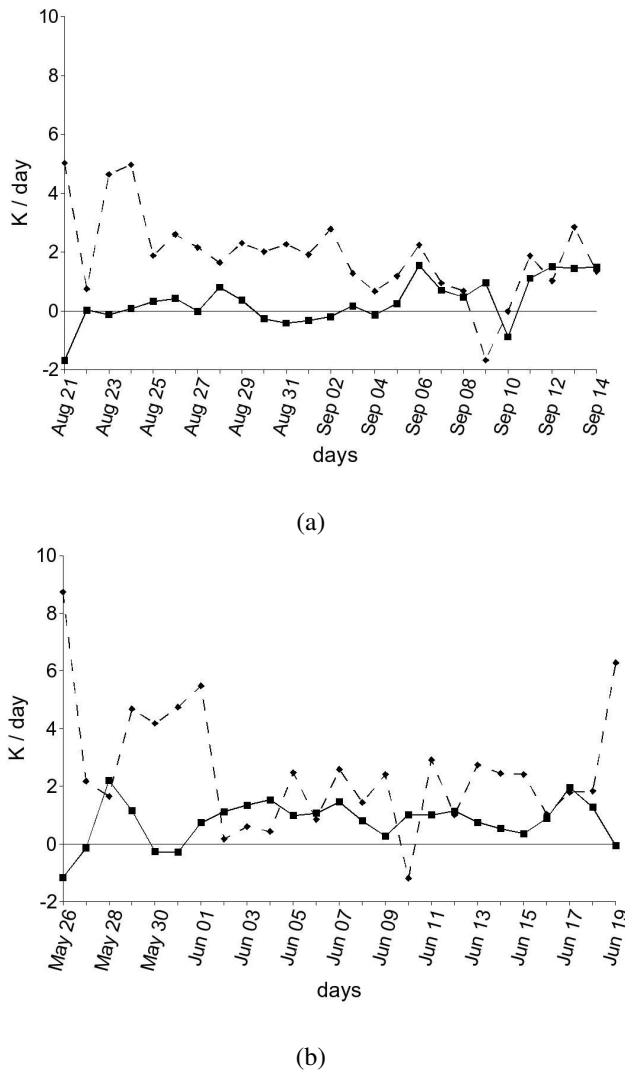 10
8
6
4
2
0
-2
K / day
Aug 21
Aug 23
Aug 25
Aug 27
Aug 29
Aug 31
Sep 02
Sep 04
Sep 06
Sep 08
Sep 10
Sep 12
Sep 14
days
(a)
10
8
6
4
2
0
-2
K / day
May 26
May 28
May 30
Jun 01
Jun 03
Jun 05
Jun 07
Jun 09
Jun 11
Jun 13
Jun 15
Jun 17
Jun 19
days
(b)